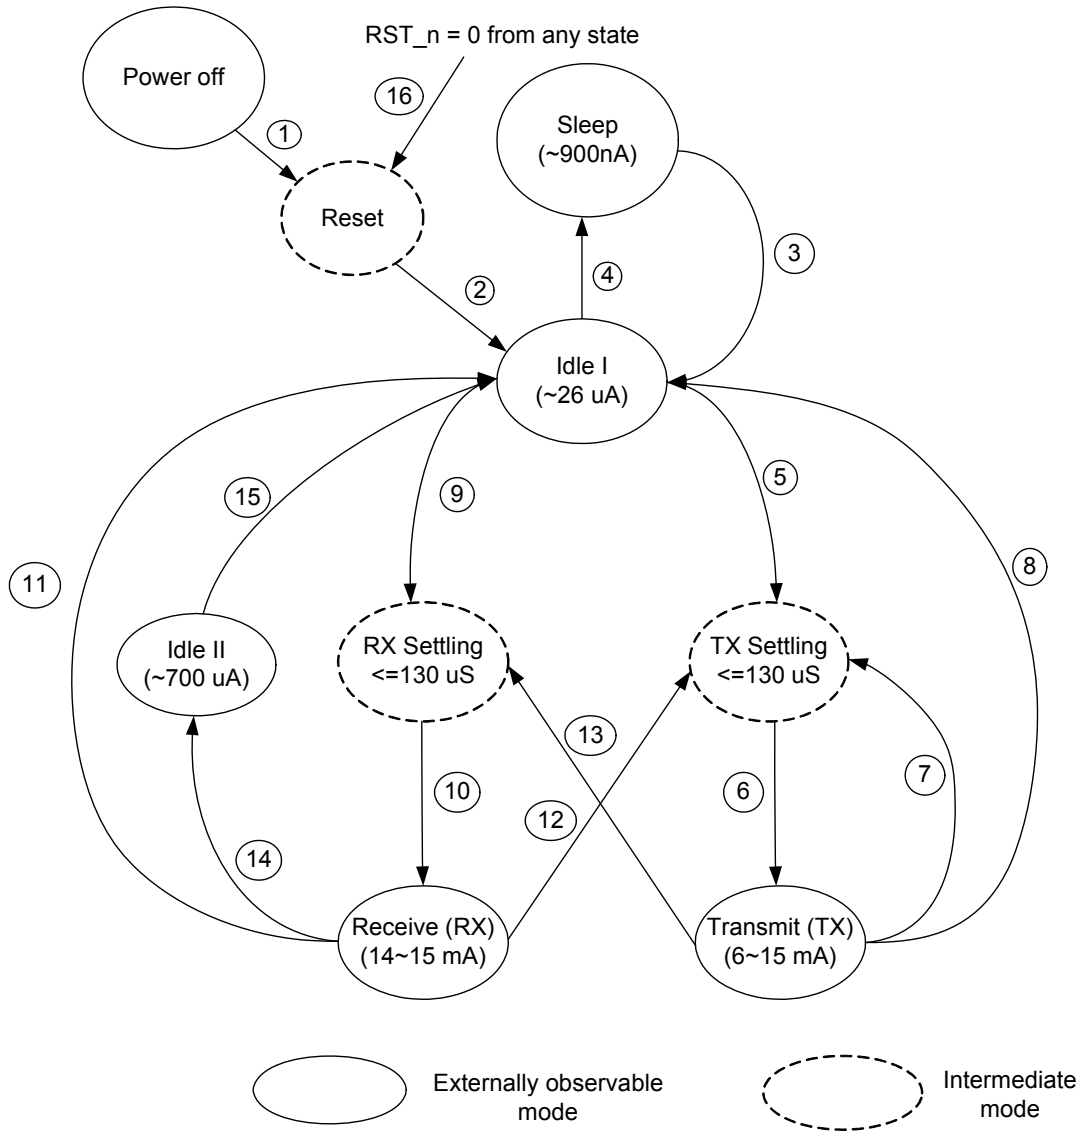 RST_n = 0 from any state
Power off
16
1
Sleep
(~900nA)
Reset
3
2
4
Idle I
(~26 uA)
15
9
5
11
8
Idle II
(~700 uA)
RX Settling
<=130 uS
TX Settling
<=130 uS
13
10
12
6
7
14
Receive (RX)
(14~15 mA)
Transmit (TX)
(6~15 mA)
Externally observable
mode
Intermediate
mode